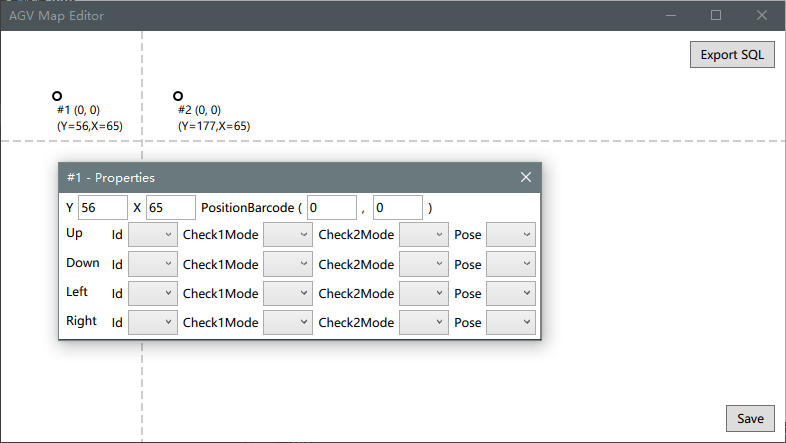 AGV Map Editor
Export SQL
#1 (0, 0)
(Y=56,X=65)
#2 (0, 0)
(Y=177,X=65)
#1 - Properties
Y 56 X 65 PositionBarcode ( 0 , 0 )
Up Id Check1Mode Check2Mode Pose
Down Id Check1Mode Check2Mode Pose
Left Id Check1Mode Check2Mode Pose
Right Id Check1Mode Check2Mode Pose
Save